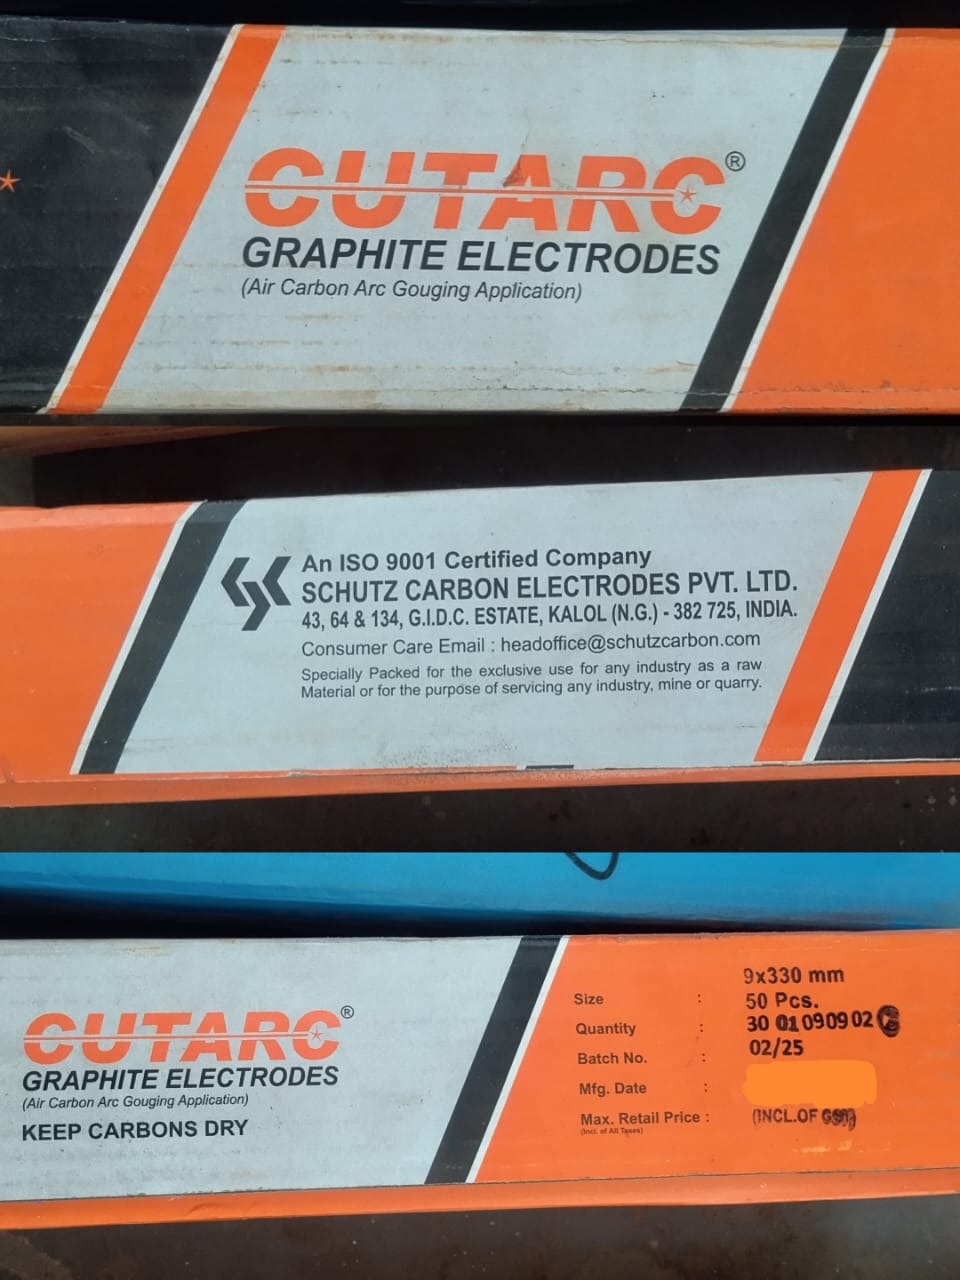 CUTARC®
GRAPHITE ELECTRODES
(Air Carbon Arc Gouging Application)
An ISO 9001 Certified Company
SCHUTZ CARBON ELECTRODES PVT. LTD.
43, 64 & 134, G.I.D.C. ESTATE, KALOL (N.G.) - 382 725, INDIA.
Consumer Care Email : headoffice@schutzcarbon.com
Specially Packed for the exclusive use for any industry as a raw
Material or for the purpose of servicing any industry, mine or quarry.
CUTARC®
GRAPHITE ELECTRODES
(Air Carbon Arc Gouging Application)
KEEP CARBONS DRY
Size : 9x330 mm
Quantity : 50 Pcs.
Batch No. : 30 01 09 09 02
Mfg. Date : 02/25
Max. Retail Price :
(Incl. of All Taxes)
(INCL.OF GST)